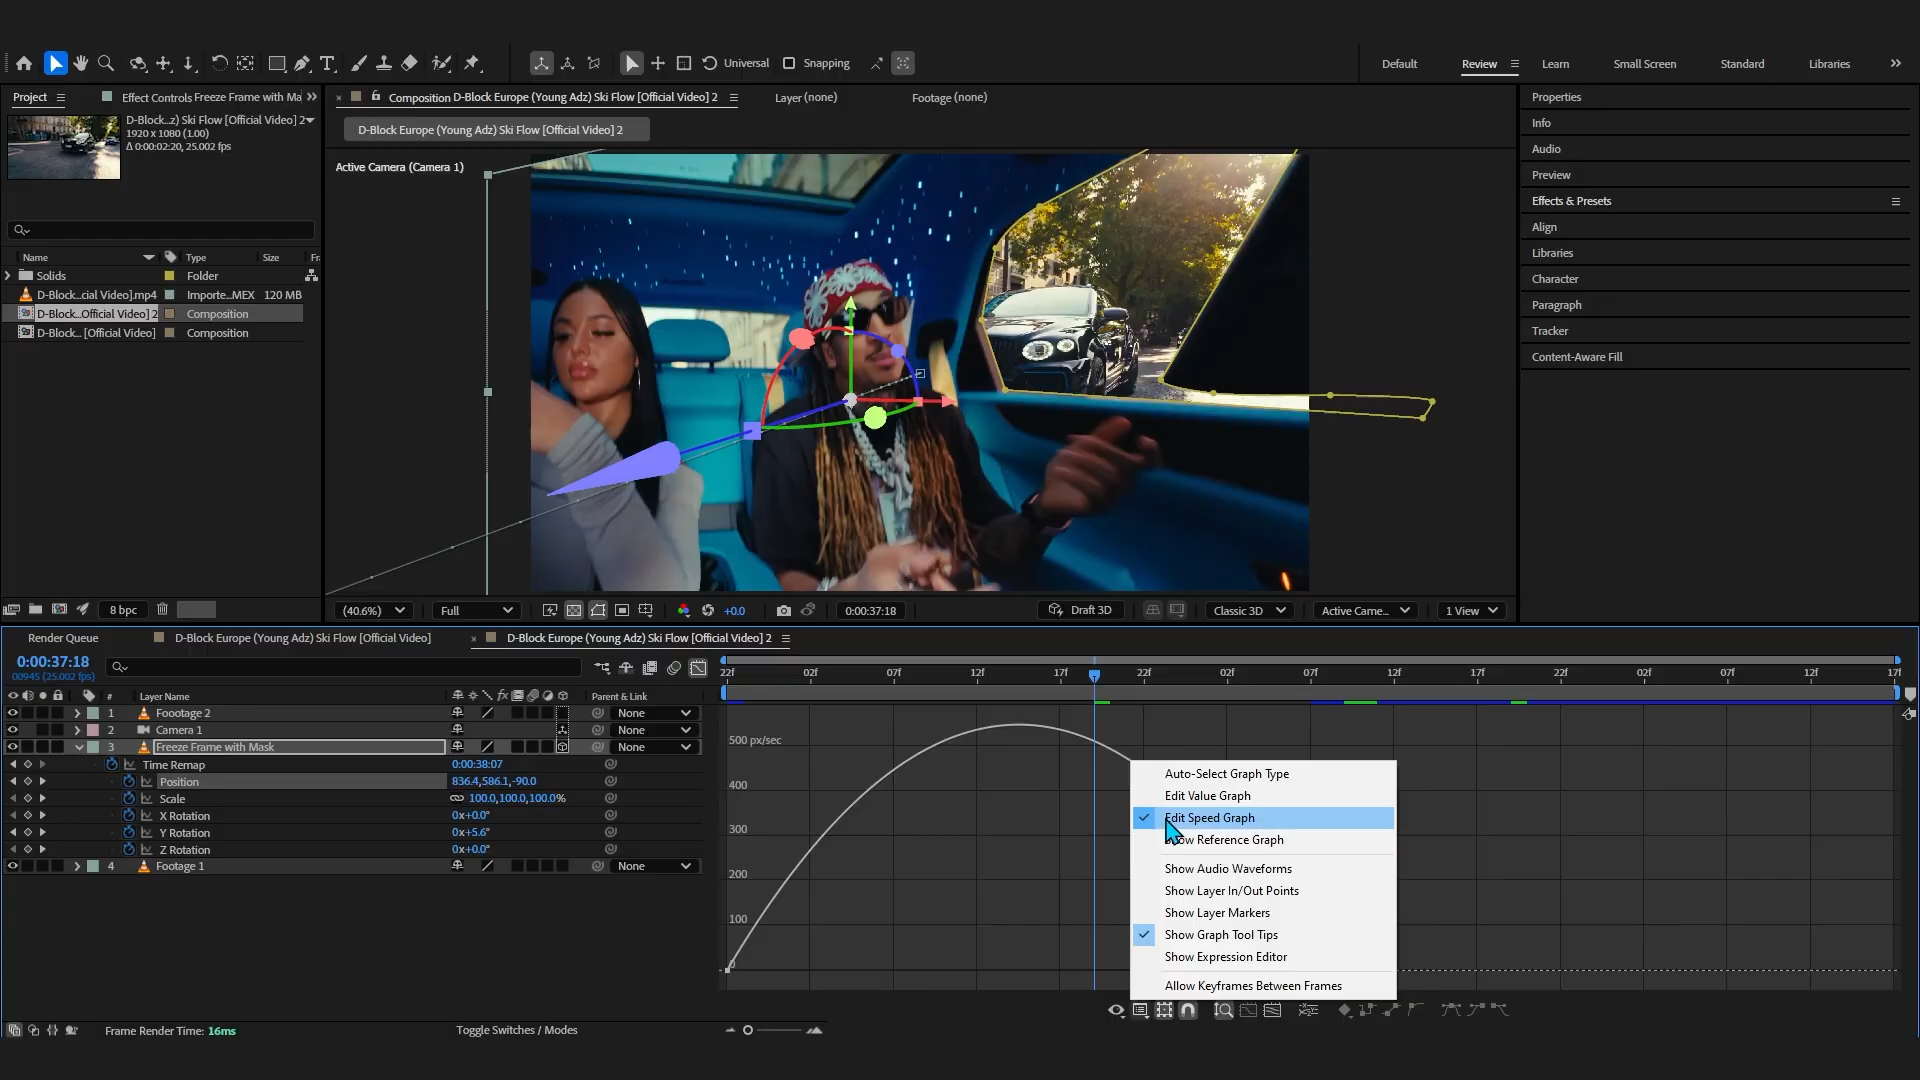 Universal
Snapping
Default
Review
Learn
Small Screen
Standard
Libraries
Project
Effect Controls Freeze Frame with Ma
Composition D-Block Europe (Young Adz) Ski Flow [Official Video] 2
Layer (none)
Footage (none)
Properties
D-Block...z) Ski Flow [Official Video] 2
1920 x 1080 (1.00)
Δ 0:00:02:20, 25.002 fps
D-Block Europe (Young Adz) Ski Flow [Official Video] 2
Info
Audio
Active Camera (Camera 1)
Preview
Effects & Presets
Align
Libraries
Name
Type
Size
Fr
Character
Solids
Folder
D-Block...cial Video].mp4
Importe...MEX
120 MB
Paragraph
D-Block...Official Video] 2
Composition
D-Block... [Official Video]
Composition
Tracker
Content-Aware Fill
8 bpc
(40.6%)
Full
+0.0
0:00:37:18
Draft 3D
Classic 3D
Active Came...
1 View
Render Queue
D-Block Europe (Young Adz) Ski Flow [Official Video]
D-Block Europe (Young Adz) Ski Flow [Official Video] 2
0:00:37:18
00945 (25.002 fps)
22f
02f
07f
12f
17f
22f
02f
07f
12f
17f
22f
02f
07f
12f
17f
#
Layer Name
fx
Parent & Link
1
Foootage 2
None
2
Camera 1
None
3
Freeze Frame with Mask
None
Time Remap
0:00:38:07
Position
836.4,586.1,-90.0
Scale
100.0,100.0,100.0%
X Rotation
0x+0.0°
Y Rotation
0x+5.6°
Z Rotation
0x+0.0°
4
Footage 1
None
500 px/sec
400
300
200
100
0
Auto-Select Graph Type
Edit Value Graph
Edit Speed Graph
Reference Graph
Show Audio Waveforms
Show Layer In/Out Points
Show Layer Markers
Show Graph Tool Tips
Show Expression Editor
Allow Keyframes Between Frames
Frame Render Time: 16ms
Toggle Switches / Modes